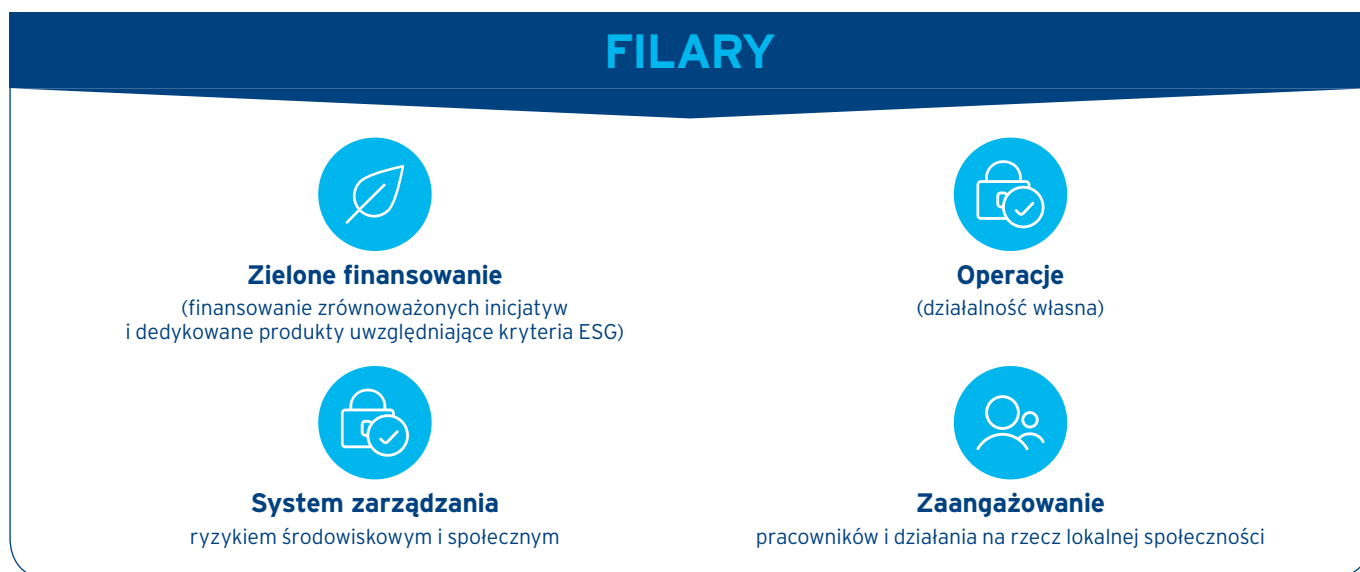 FILARY
Zielone finansowanie
(finansowanie zrównoważonych inicjatyw
i dedykowane produkty uwzględniające kryteria ESG)
Operacje
(działalność własna)
System zarządzania
ryzykiem środowiskowym i społecznym
Zaangażowanie
pracowników i działania na rzecz lokalnej społeczności